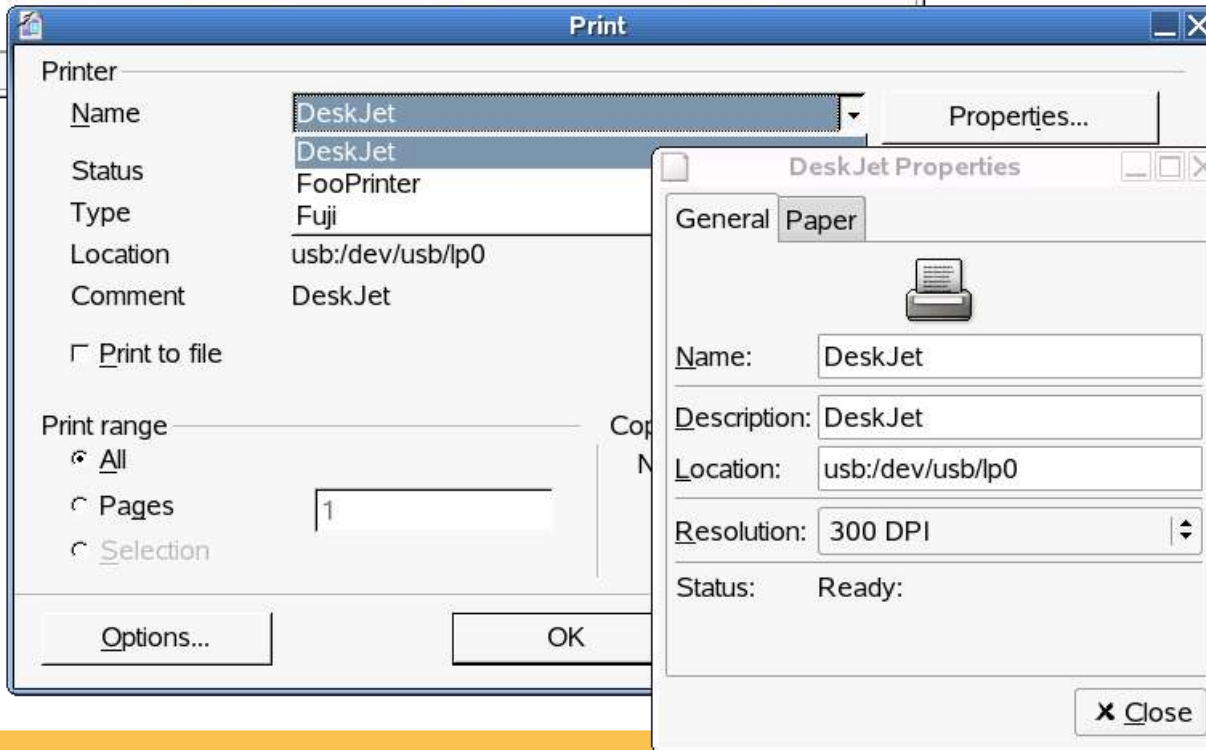 Print
Printer
Name
DeskJet
Properties...
DeskJet
FooPrinter
Fuji
Status
Type
Location
usb:/dev/usb/lp0
Comment
DeskJet
Print to file
Print range
All
Pages
1
Selection
Cop
N
Options...
OK
DeskJet Properties
General
Paper
Name:
DeskJet
Description:
DeskJet
Location:
usb:/dev/usb/lp0
Resolution:
300 DPI
Status:
Ready:
Close